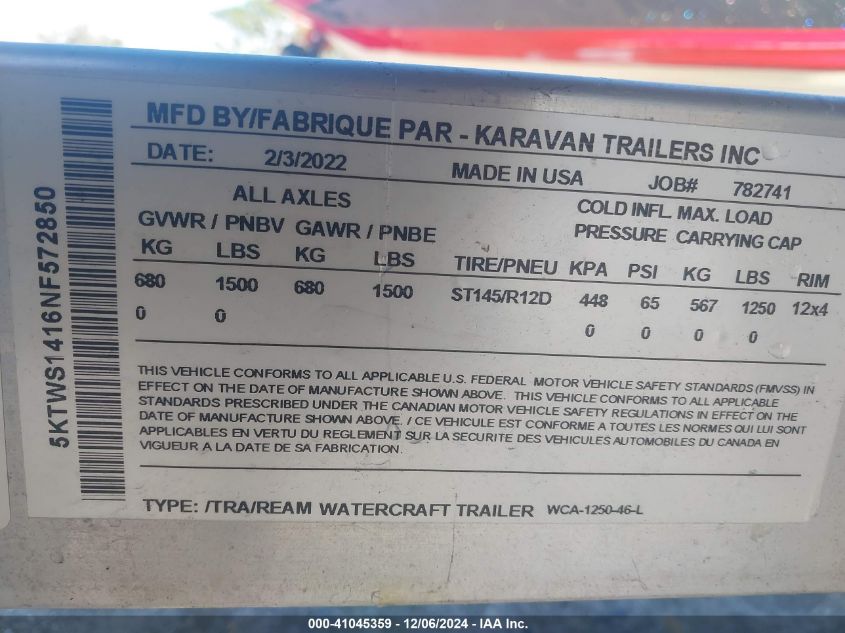 MFD BY/FABRIQUE PAR - KARAVAN TRAILERS INC
DATE: 2/3/2022 MADE IN USA JOB# 782741
ALL AXLES COLD INFL. MAX. LOAD
GVWR / PNBV GAWR / PNBE PRESSURE CARRYING CAP
KG LBS KG LBS TIRE/PNEU KPA PSI KG LBS RIM
680 1500 680 1500 ST145/R12D 448 65 567 1250 12x4
0 0 0 0 0 0
THIS VEHICLE CONFORMS TO ALL APPLICABLE U.S. FEDERAL MOTOR VEHICLE SAFETY STANDARDS (FMVSS) IN
EFFECT ON THE DATE OF MANUFACTURE SHOWN ABOVE. THIS VEHICLE CONFORMS TO ALL APPLICABLE
STANDARDS PRESCRIBED UNDER THE CANADIAN MOTOR VEHICLE SAFETY REGULATIONS IN EFFECT ON THE
DATE OF MANUFACTURE SHOWN ABOVE. / CE VEHICULE EST CONFORME A TOUTES LES NORMES QUI LUI SONT
APPLICABLES EN VERTU DU REGLEMENT SUR LA SECURITE DES VEHICULES AUTOMOBILES DU CANADA EN
VIGUEUR A LA DATE DE SA FABRICATION.
TYPE: /TRA/REAM WATERCRAFT TRAILER WCA-1250-46-L
5KTWS1416NF572850
000-41045359 - 12/06/2024 - IAA Inc.